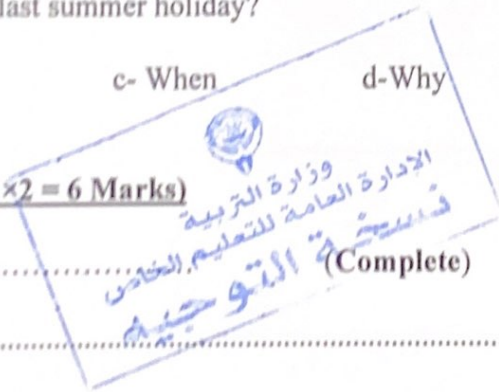 last summer holiday?
c- When d-Why
×2 = 6 Marks)
وزارة التربية
الإدارة العامة للتعليم الخاص
نسخة التوجيه
(Complete)